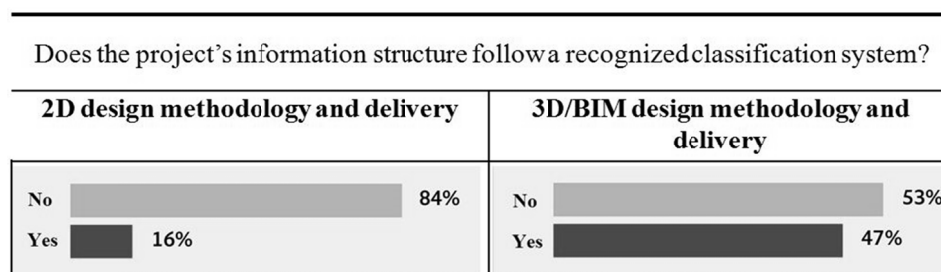 Does the project's information structure follow a recognized classification system?
2D design methodology and delivery
3D/BIM design methodology and
delivery
No 84%
Yes 16%
No 53%
Yes 47%